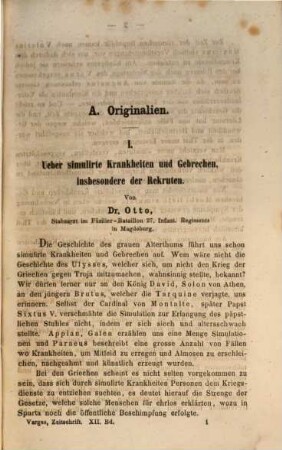 A. Originalien.
I.
Ueber simulirte Krankheiten und Gebrechen,
insbesondere der Rekruten.
Von
Dr. Otto,
Stabsarzt im Füsilier-Bataillon 27. Infant. Regiments
in Magdeburg.
Die Geschichte des grauen Alterthums führt uns schon
simulirte Krankheiten und Gebrechen auf. Wem wäre nicht die
Geschichte des Ulysses, welcher sich, um nicht den Krieg der
Griechen gegen Troja mitzumachen, wahnsinnig stellte, bekannt?
Wir dürfen ferner nur an den König David, Solon von Athen,
an den jüngern Brutus, welcher die Tarquine verjagte, uns
erinnern. Selbst der Cardinal von Montalte, später Papst
Sixtus V. verschmähte die Simulation zur Erlangung des päpst-
lichen Stuhles nicht, indem er sich siech und altersschwach
stellte. Appian, Galen erzählen uns eine Menge Simulatio-
nen und Paraeus beschreibt eine grosse Anzahl von Fällen
wo Krankheiten, um Mitleid zu erregen und Almosen zu erschlei-
chen, nachgeahmt und künstlich erzeugt wurden.
Bei den Griechen scheint es nicht selten vorgekommen zu
sein, dass sich durch simulirte Krankheiten Personen dem Kriegs-
dienste zu entziehen suchten, es deutet hierauf die Strenge der
Gesetze, welche solche Menschen für ehrlos erklärten, wozu in
Sparta noch die öffentliche Beschimpfung erfolgte.
Varges, Zeitschrift. XII. Bd. 1